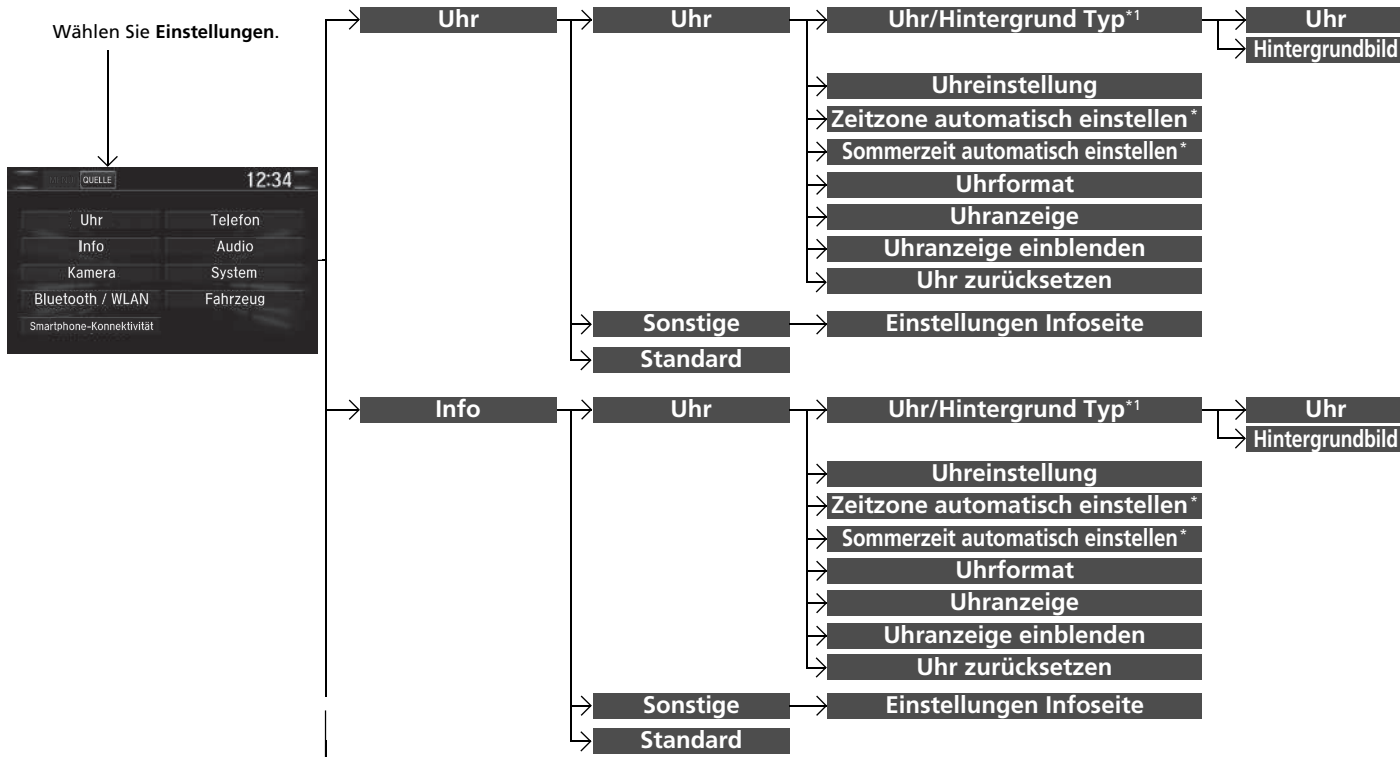 Wählen Sie Einstellungen.
MENÜ QUELLE 12:34
Uhr Telefon
Info Audio
Kamera System
Bluetooth / WLAN Fahrzeug
Smartphone-Konnektivität
Uhr Uhr Uhr/Hintergrund Typ*1 Uhr
Hintergrundbild
Uhreinstellung
Zeitzone automatisch einstellen*
Sommerzeit automatisch einstellen*
Uhrformat
Uhranzeige
Uhranzeige einblenden
Uhr zurücksetzen
Sonstige Einstellungen Infoseite
Standard
Info Uhr Uhr/Hintergrund Typ*1 Uhr
Hintergrundbild
Uhreinstellung
Zeitzone automatisch einstellen*
Sommerzeit automatisch einstellen*
Uhrformat
Uhranzeige
Uhranzeige einblenden
Uhr zurücksetzen
Sonstige Einstellungen Infoseite
Standard